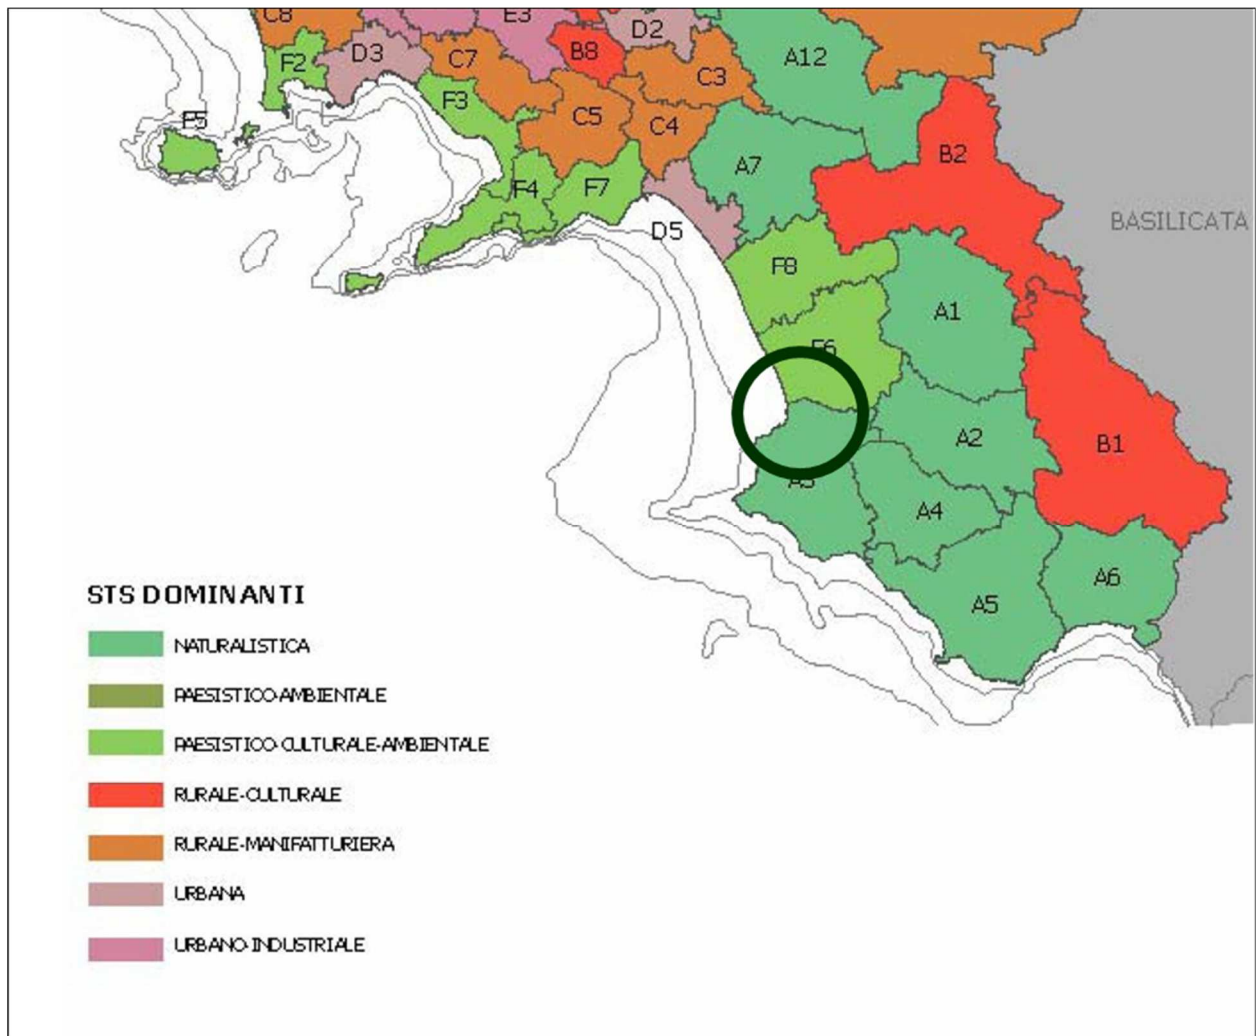 C8
E3
D2
F2
D3
C7
B8
C3
A12
F3
C5
C4
F5
A7
B2
F4
F7
D5
BASILICATA
F8
A1
F6
A2
B1
A3
A4
A6
A5
STS DOMINANTI
NATURALISTICA
PAESISTICO-AMBIENTALE
PAESISTICO-CULTURALE-AMBIENTALE
RURALE-CULTURALE
RURALE-MANIFATTURIERA
URBANA
URBANO-INDUSTRIALE